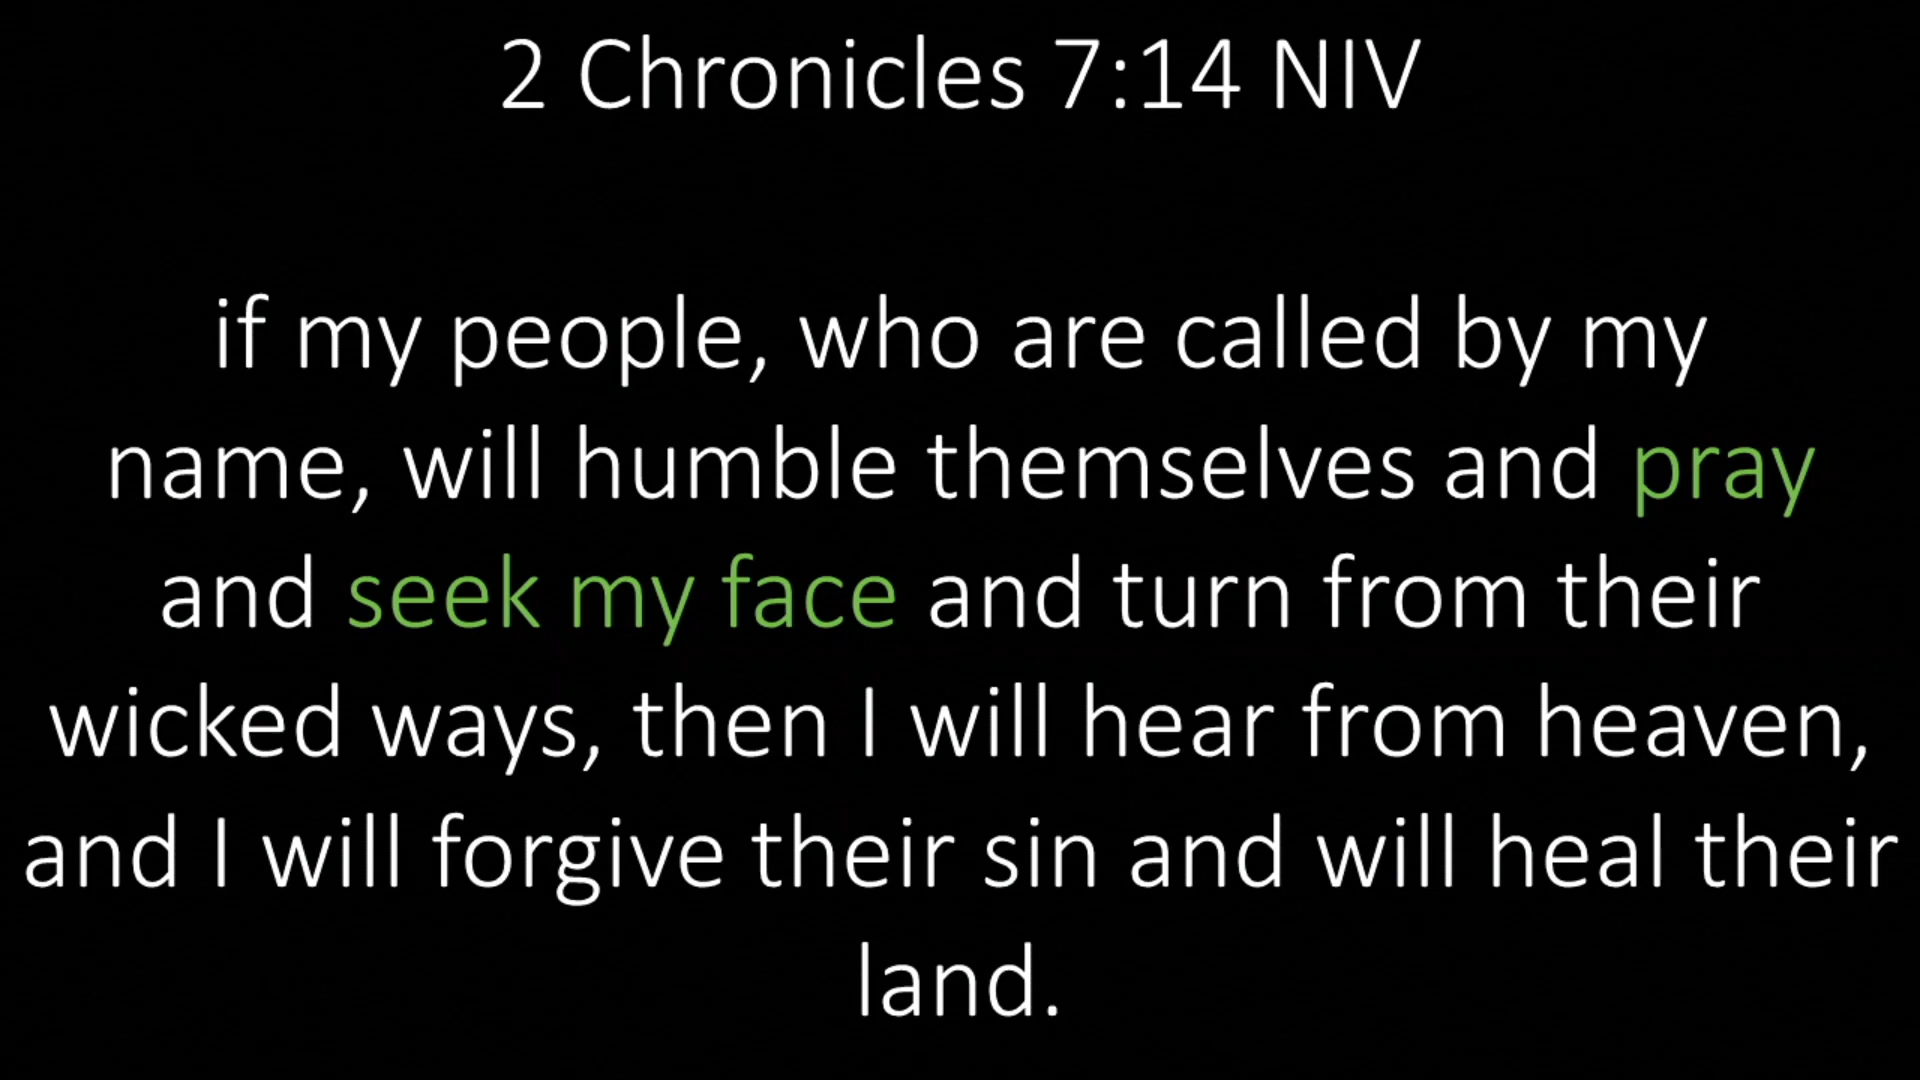 2 Chronicles 7:14 NIV
if my people, who are called by my
name, will humble themselves and pray
and seek my face and turn from their
wicked ways, then I will hear from heaven,
and I will forgive their sin and will heal their
land.